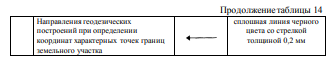 Продолжение таблицы 14
Направления геодезических
построений при определении
координат характерных точек границ
земельного участка
сплошная линия черного
цвета со стрелкой
толщиной 0,2 мм